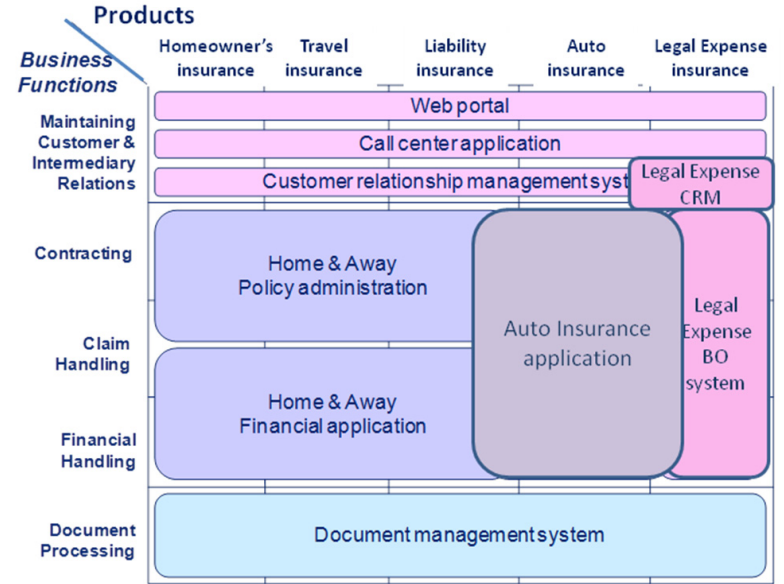 Products
Business
Functions
Homeowner's
insurance
Travel
insurance
Liability
insurance
Auto
insurance
Legal Expense
insurance
Maintaining
Customer &
Intermediary
Relations
Web portal
Call center application
Customer relationship management syst
Legal Expense
CRM
Contracting
Home & Away
Policy administration
Auto Insurance
application
Legal
Expense
BO
system
Claim
Handling
Home & Away
Financial application
Financial
Handling
Document
Processing
Document management system